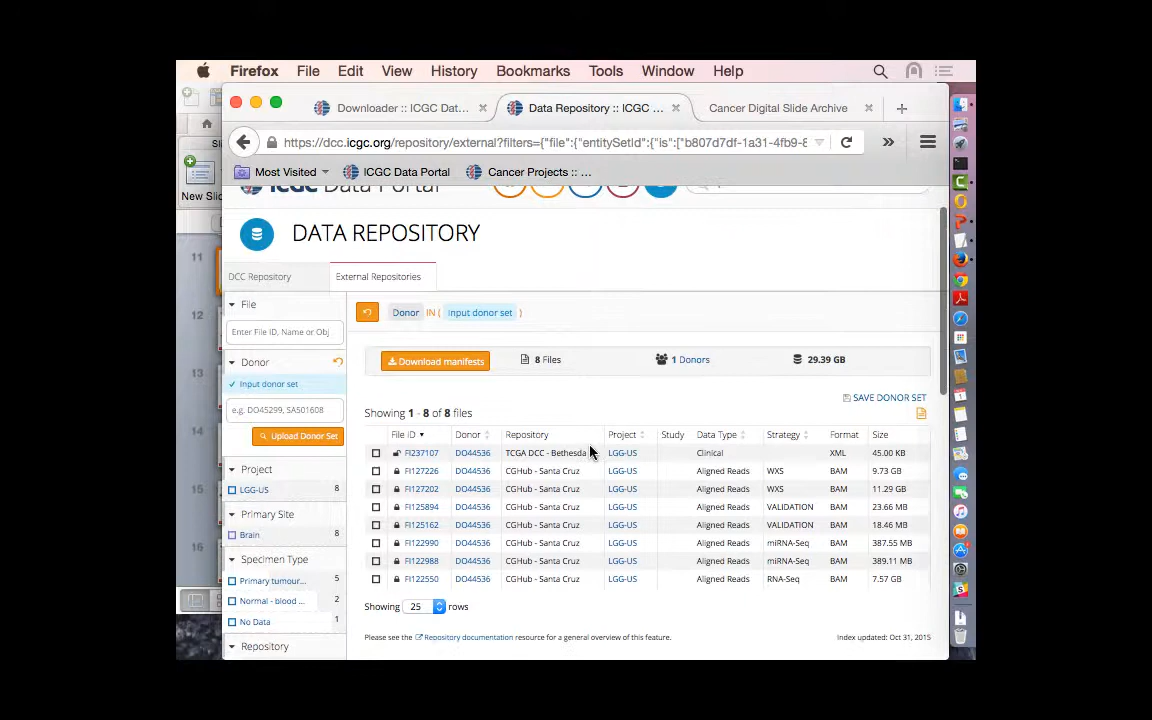 Firefox File Edit View History Bookmarks Tools Window Help
Downloader :: ICGC Dat... Data Repository :: ICGC ... Cancer Digital Slide Archive
https://dcc.icgc.org/repository/external?filters={"file":{"entitySetId":{"is":["b807d7df-1a31-4fb9-8
Most Visited ICGC Data Portal Cancer Projects :: ...
New Slid
DATA REPOSITORY
DCC Repository External Repositories
File
Enter File ID, Name or Obj
Donor IN ( Input donor set )
Donor
Input donor set
e.g. DO45299, SA501608
Upload Donor Set
Download manifests 8 Files 1 Donors 29.39 GB
SAVE DONOR SET
Showing 1 - 8 of 8 files
File ID Donor Repository Project Study Data Type Strategy Format Size
FI237107 DO44536 TCGA DCC - Bethesda LGG-US Clinical XML 45.00 KB
FI127226 DO44536 CGHub - Santa Cruz LGG-US Aligned Reads WXS BAM 9.73 GB
FI127202 DO44536 CGHub - Santa Cruz LGG-US Aligned Reads WXS BAM 11.29 GB
FI125894 DO44536 CGHub - Santa Cruz LGG-US Aligned Reads VALIDATION BAM 23.66 MB
FI125162 DO44536 CGHub - Santa Cruz LGG-US Aligned Reads VALIDATION BAM 18.46 MB
FI122990 DO44536 CGHub - Santa Cruz LGG-US Aligned Reads miRNA-Seq BAM 387.55 MB
FI122988 DO44536 CGHub - Santa Cruz LGG-US Aligned Reads miRNA-Seq BAM 389.11 MB
FI122550 DO44536 CGHub - Santa Cruz LGG-US Aligned Reads RNA-Seq BAM 7.57 GB
Showing 25 rows
Please see the Repository documentation resource for a general overview of this feature. Index updated: Oct 31, 2015
Project
LGG-US 8
Primary Site
Brain 8
Specimen Type
Primary tumour... 5
Normal - blood ... 2
No Data 1
Repository
11
12
13
14
15
16